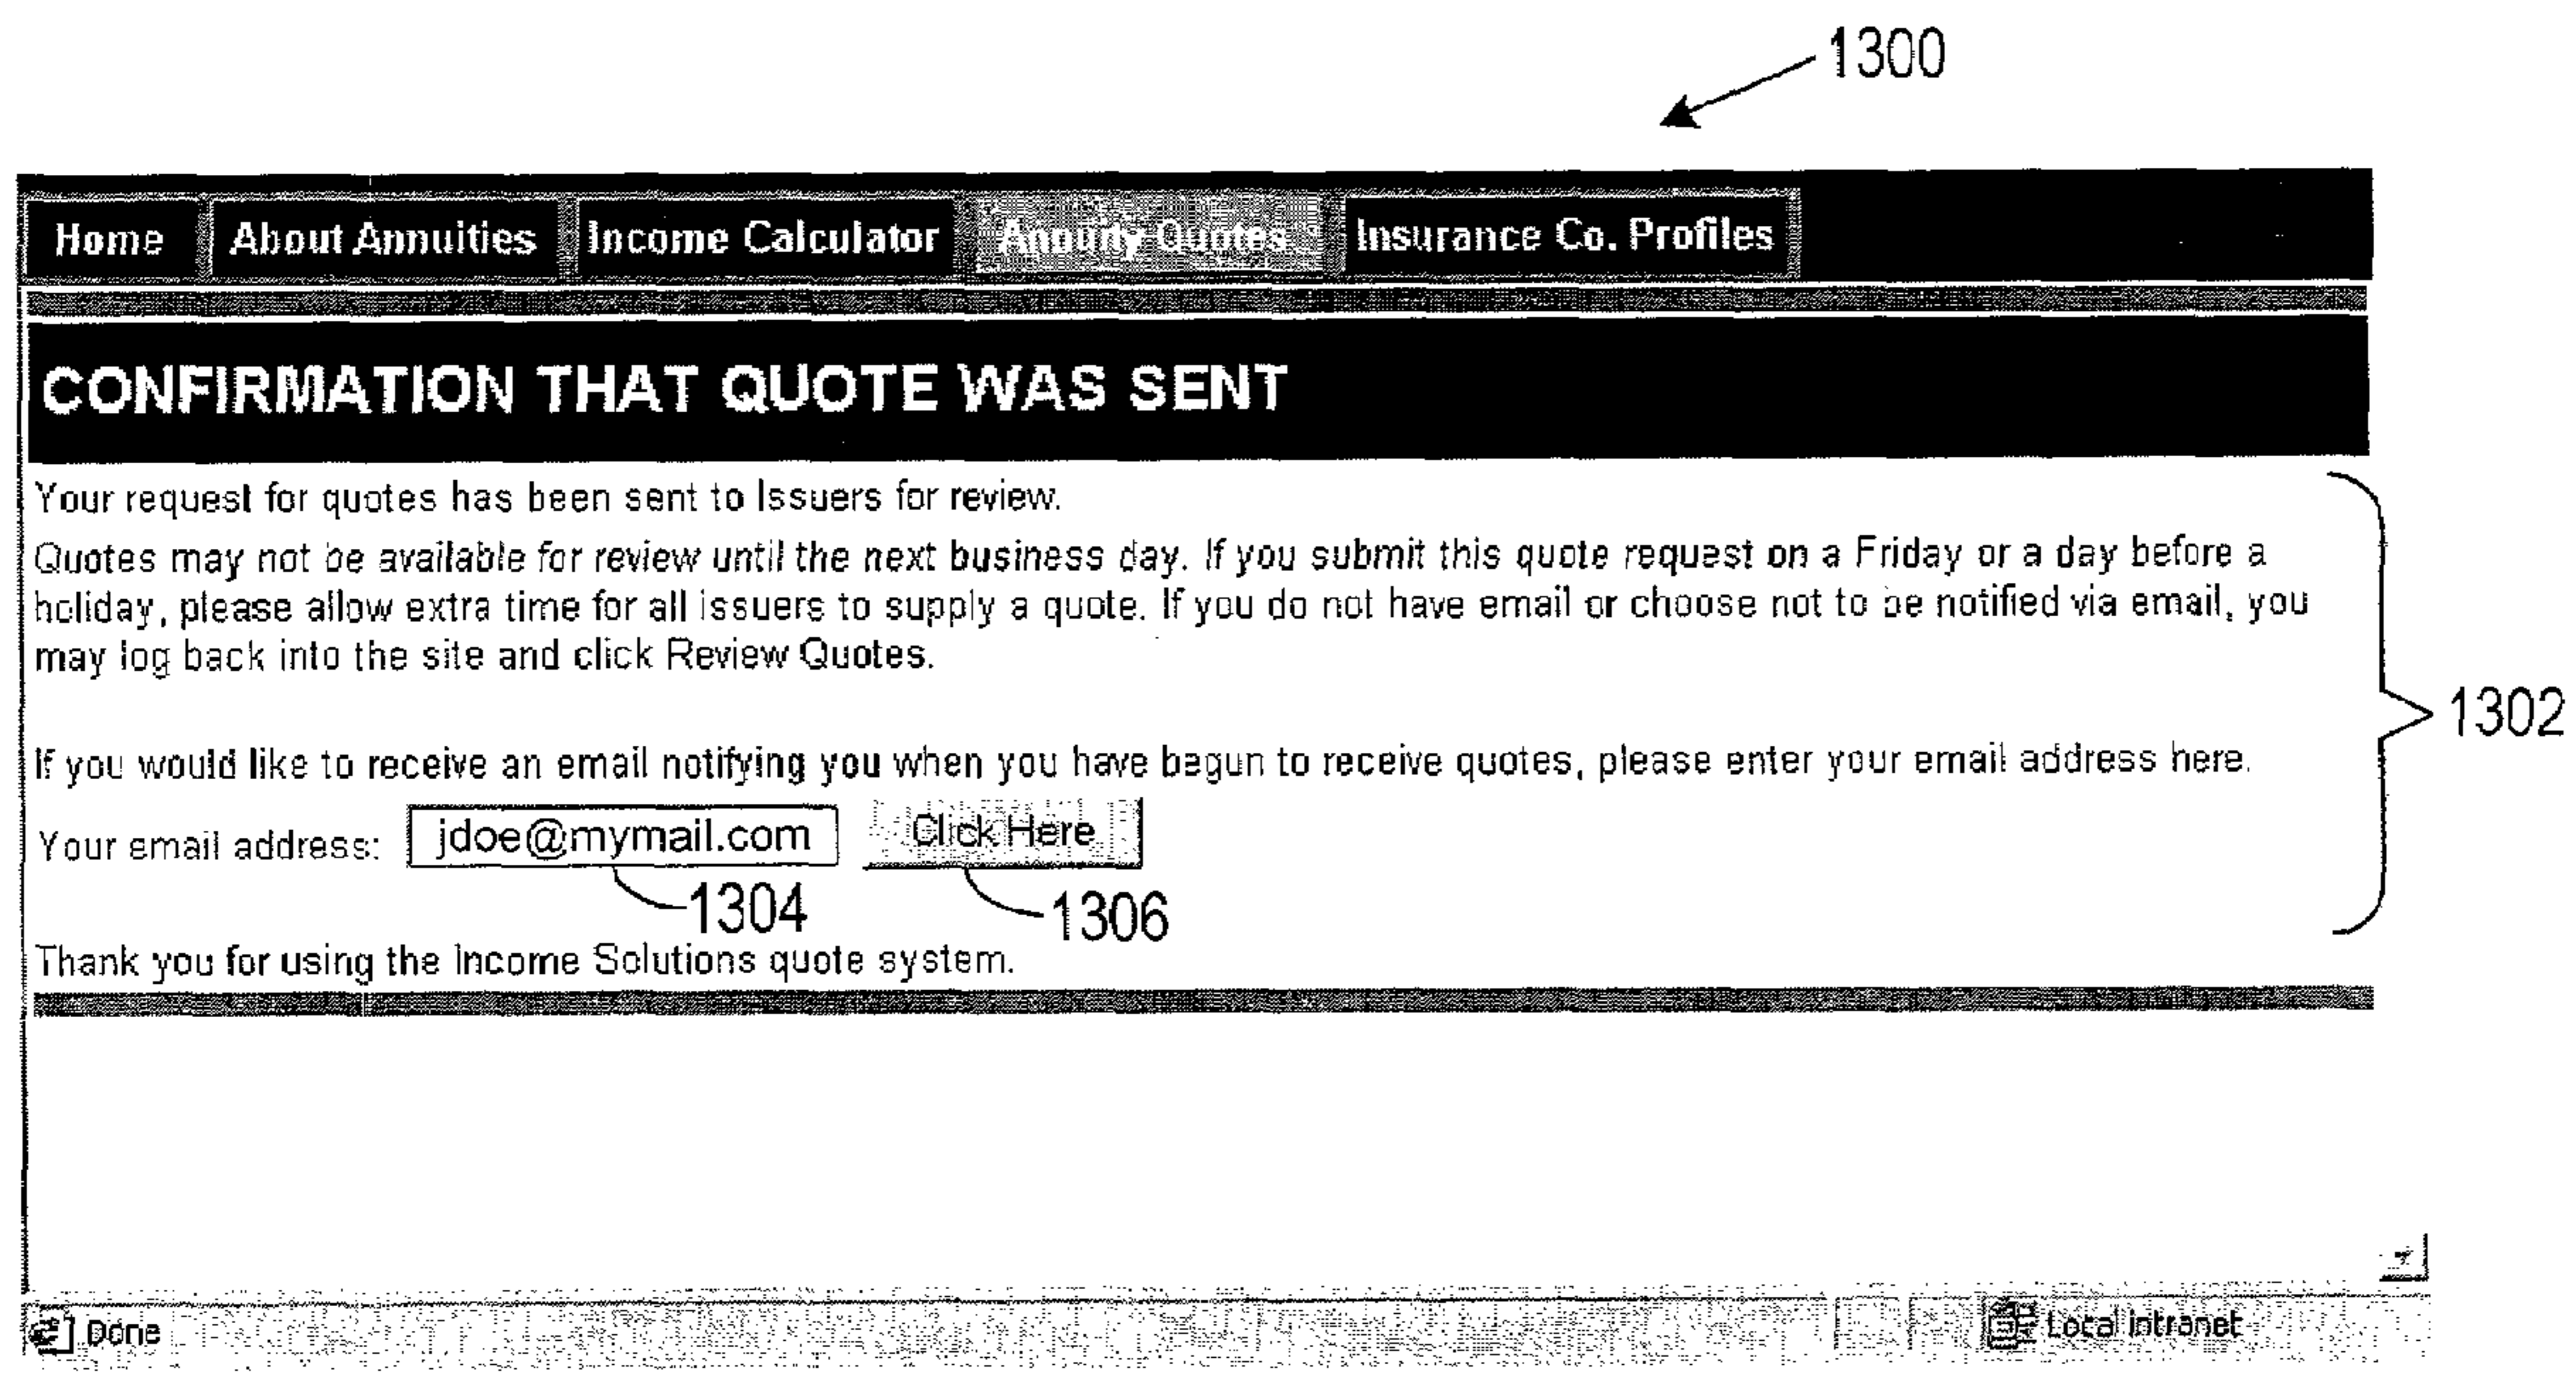 1300
Home About Annuities Income Calculator Annuity Quotes Insurance Co. Profiles
CONFIRMATION THAT QUOTE WAS SENT
Your request for quotes has been sent to Issuers for review.
Quotes may not be available for review until the next business day. If you submit this quote request on a Friday or a day before a
holiday, please allow extra time for all issuers to supply a quote. If you do not have email or choose not to be notified via email, you
may log back into the site and click Review Quotes.
1302
If you would like to receive an email notifying you when you have begun to receive quotes, please enter your email address here.
Your email address: jdoe@mymail.com Click Here
1304 1306
Thank you for using the Income Solutions quote system.
Done Local intranet